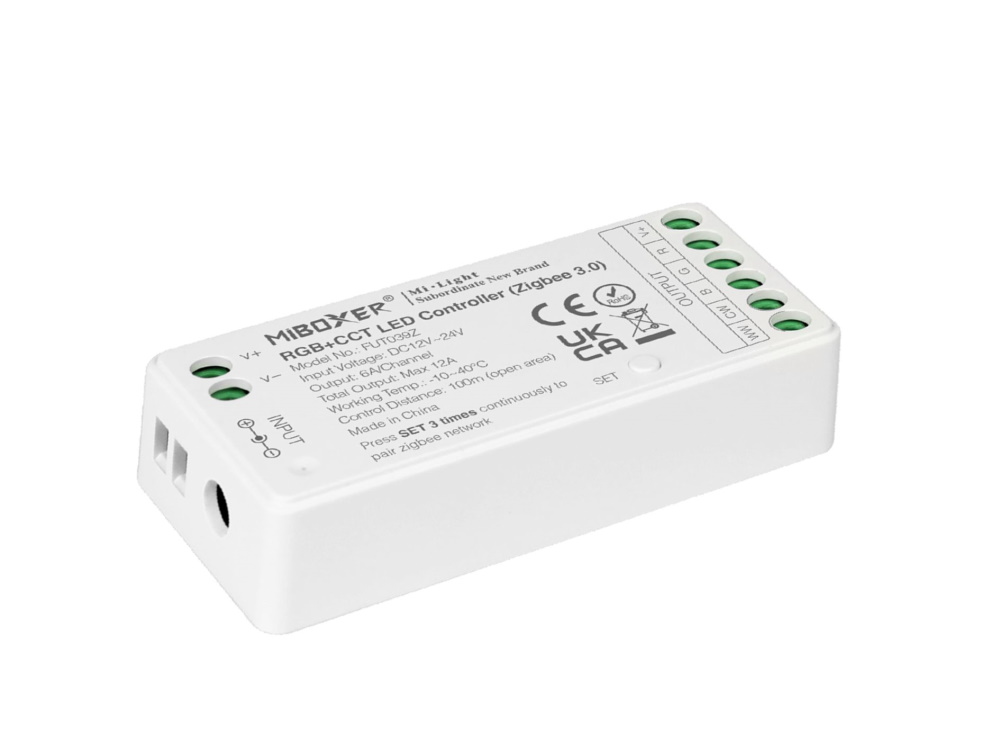 MIBOXER®
Mi·Light
Subordinate New Brand
RGB+CCT LED Controller (Zigbee 3.0)
Model No.: FUT039Z
Input Voltage: DC12V~24V
Output: 6A/Channel
Total Output: Max 12A
Working Temp.: -10~40°C
Control Distance: 100m (open area)
Made in China
Press SET 3 times continuously to
pair zigbee network
V+
V−
INPUT
CE
RoHS
UK
CA
SET
OUTPUT
V+
R
G
B
CW
WW